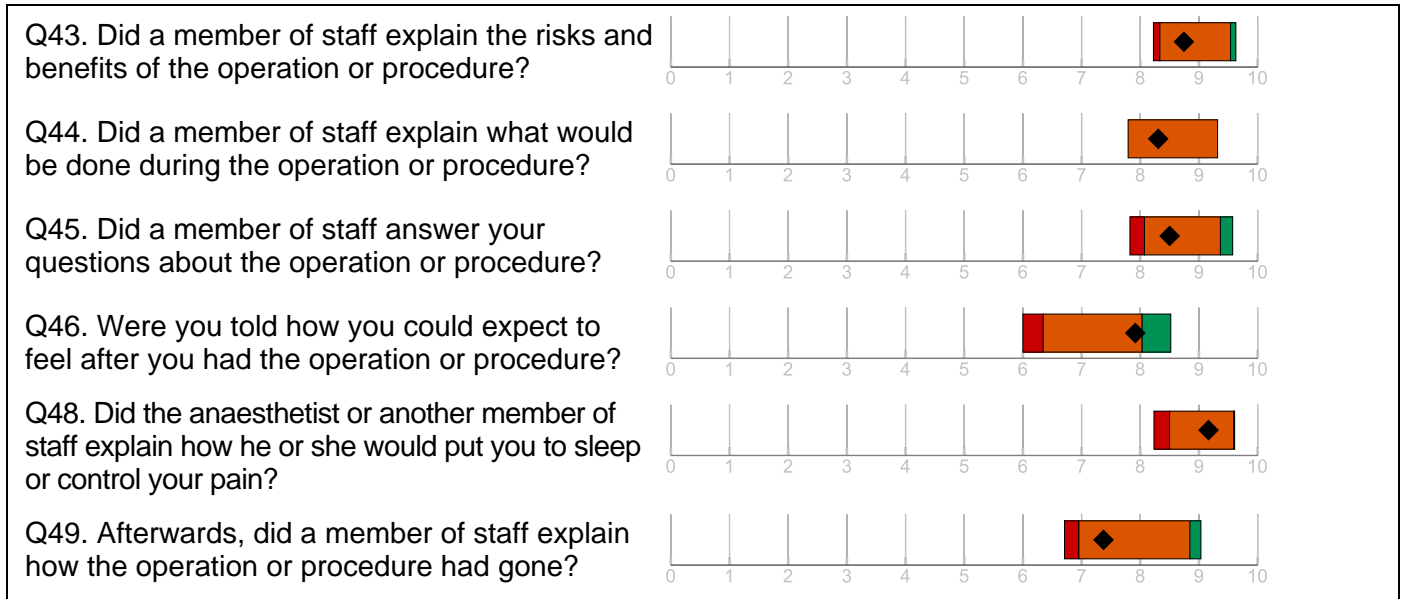 Q43. Did a member of staff explain the risks and
benefits of the operation or procedure?
0 1 2 3 4 5 6 7 8 9 10
Q44. Did a member of staff explain what would
be done during the operation or procedure?
0 1 2 3 4 5 6 7 8 9 10
Q45. Did a member of staff answer your
questions about the operation or procedure?
0 1 2 3 4 5 6 7 8 9 10
Q46. Were you told how you could expect to
feel after you had the operation or procedure?
0 1 2 3 4 5 6 7 8 9 10
Q48. Did the anaesthetist or another member of
staff explain how he or she would put you to sleep
or control your pain?
0 1 2 3 4 5 6 7 8 9 10
Q49. Afterwards, did a member of staff explain
how the operation or procedure had gone?
0 1 2 3 4 5 6 7 8 9 10